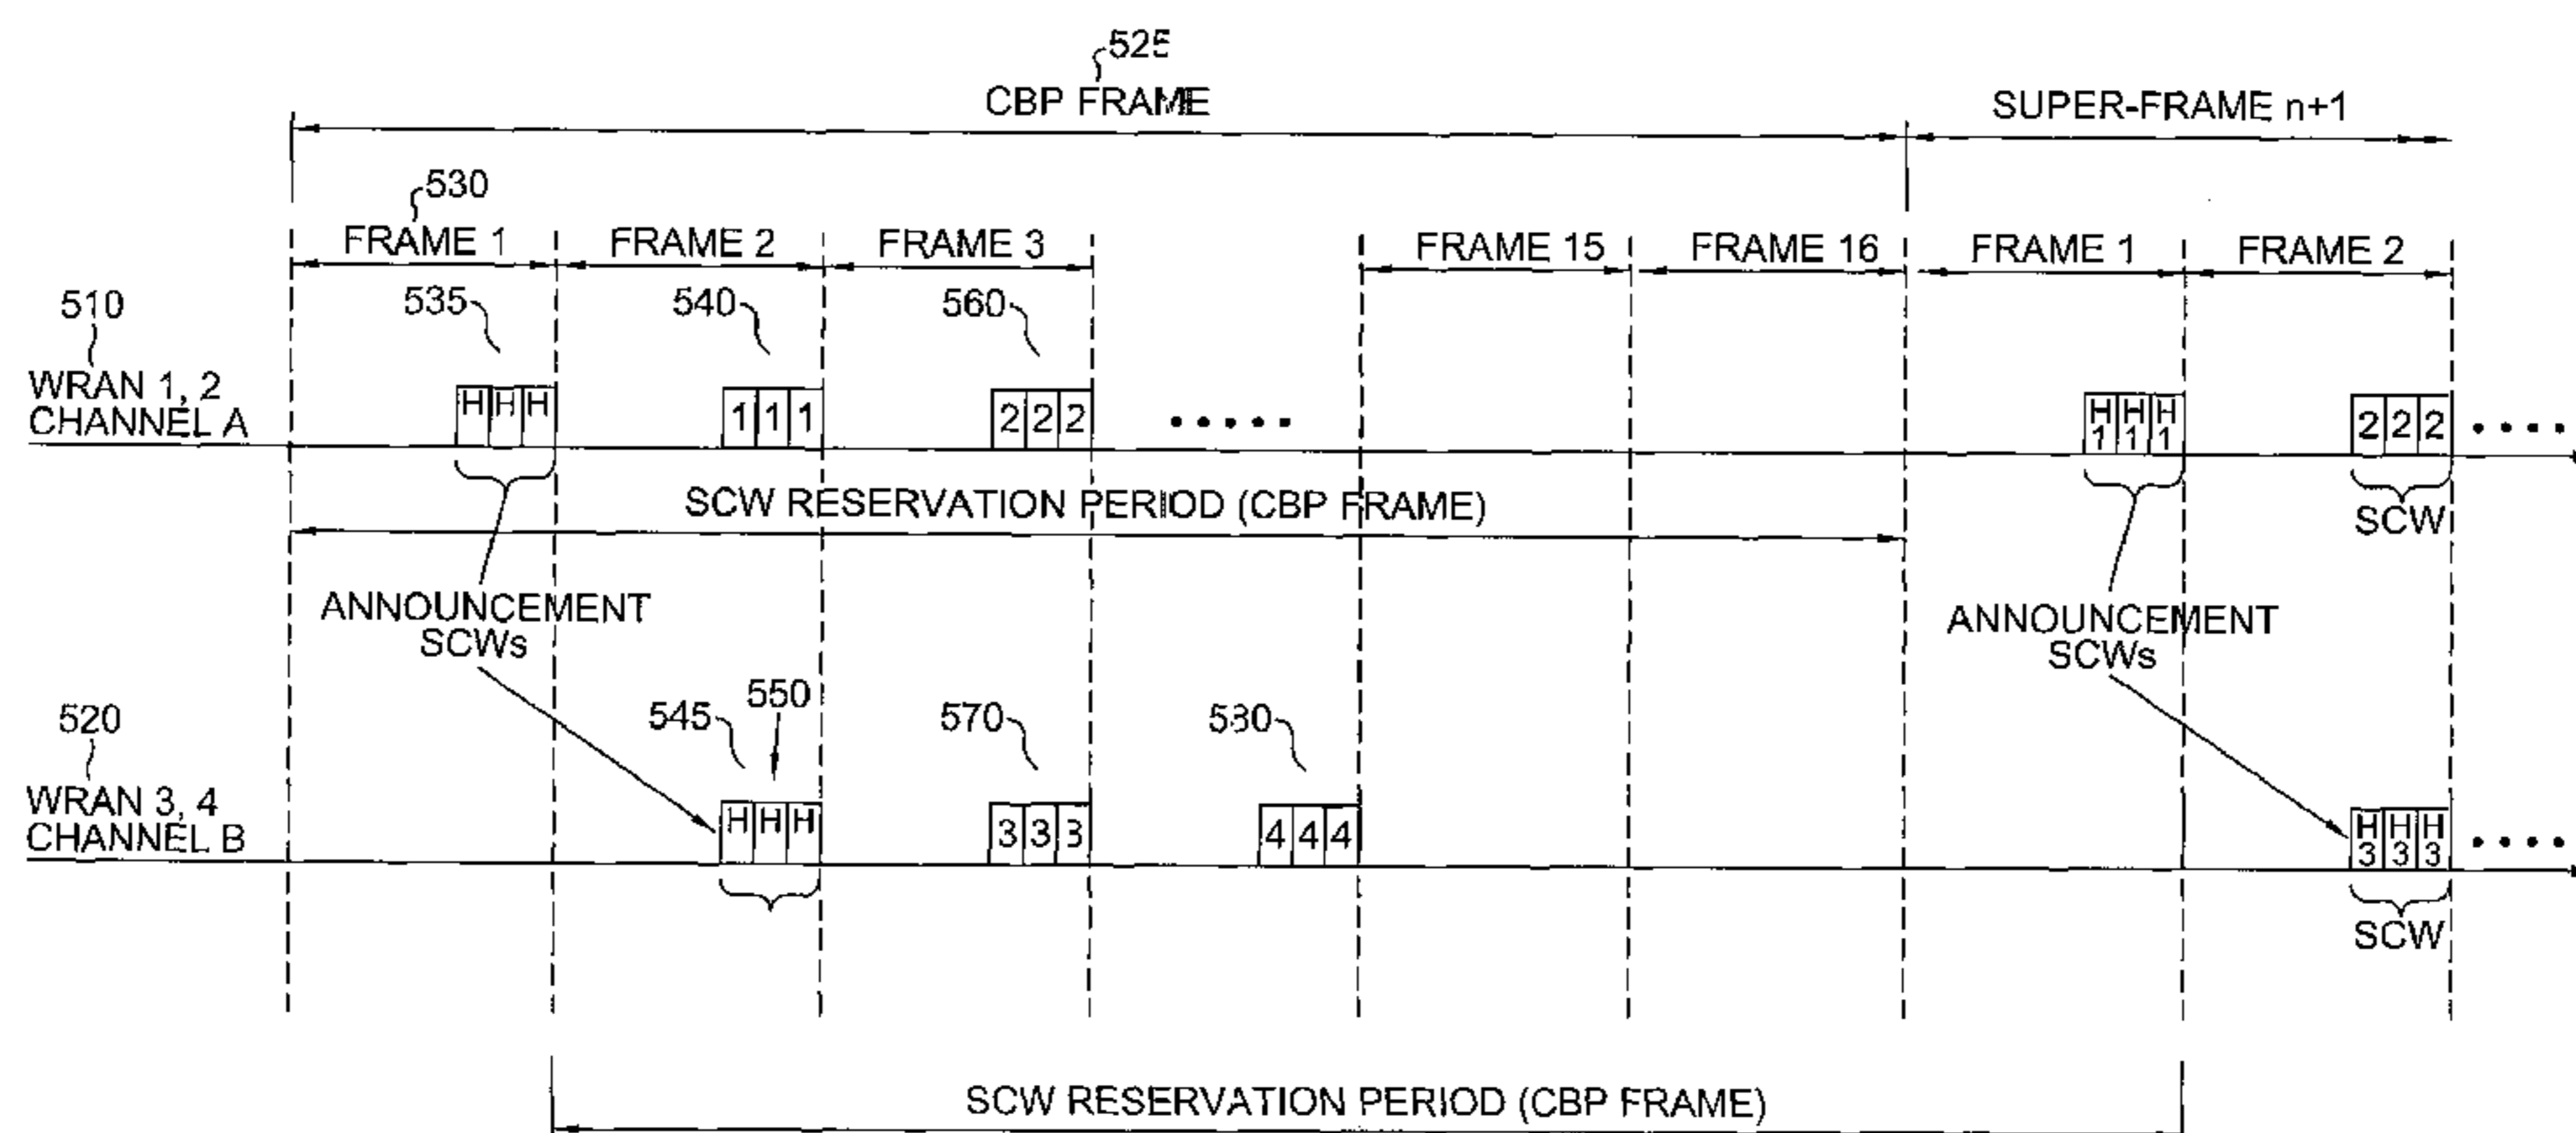 525
CBP FRAME
SUPER-FRAME n+1
530
FRAME 1
FRAME 2
FRAME 3
FRAME 15
FRAME 16
FRAME 1
FRAME 2
510
535
540
560
WRAN 1, 2
CHANNEL A
H H H
1 1 1
2 2 2
H H H
1 1 1
2 2 2
SCW RESERVATION PERIOD (CBP FRAME)
SCW
ANNOUNCEMENT
SCWs
ANNOUNCEMENT
SCWs
520
545
550
570
580
WRAN 3, 4
CHANNEL B
H H H
3 3 3
4 4 4
H H H
3 3 3
SCW
SCW RESERVATION PERIOD (CBP FRAME)